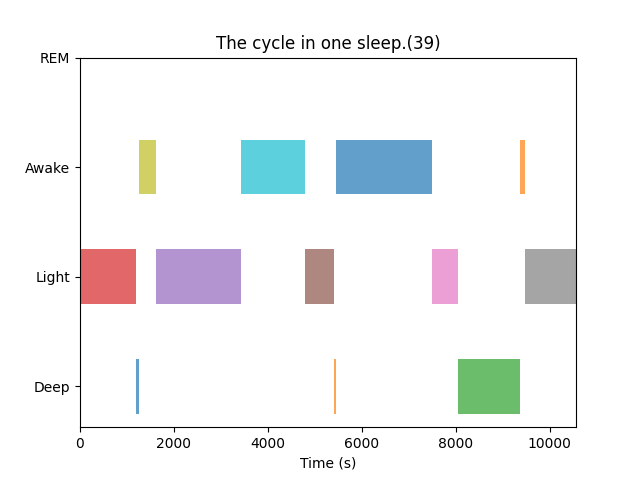 The cycle in one sleep.(39)
REM
Awake
Light
Deep
0 2000 4000 6000 8000 10000
Time (s)